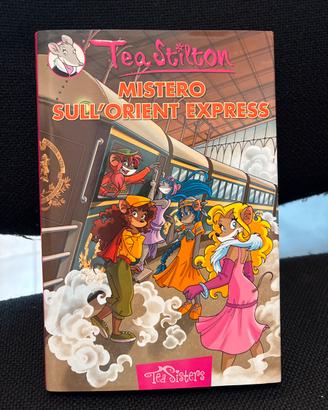 Tea Stilton
MISTERO
SULL'ORIENT EXPRESS
Tea Sisters